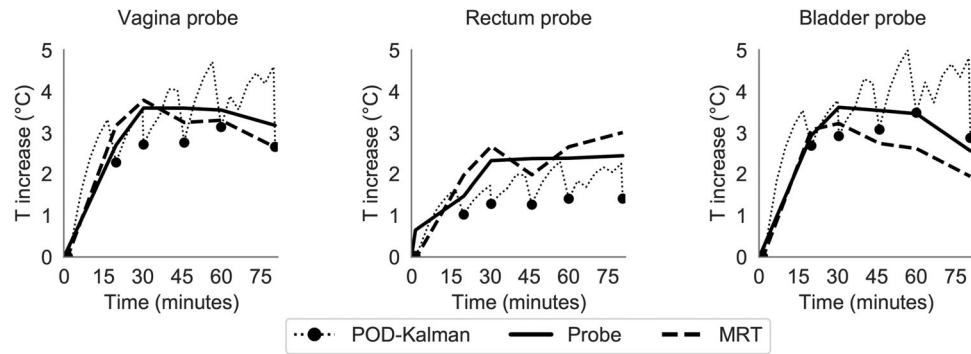 Vagina probe
Rectum probe
Bladder probe
T increase (°C)
5
4
3
2
1
0
0 15 30 45 60 75
Time (minutes)
T increase (°C)
5
4
3
2
1
0
0 15 30 45 60 75
Time (minutes)
T increase (°C)
5
4
3
2
1
0
0 15 30 45 60 75
Time (minutes)
POD-Kalman Probe MRT